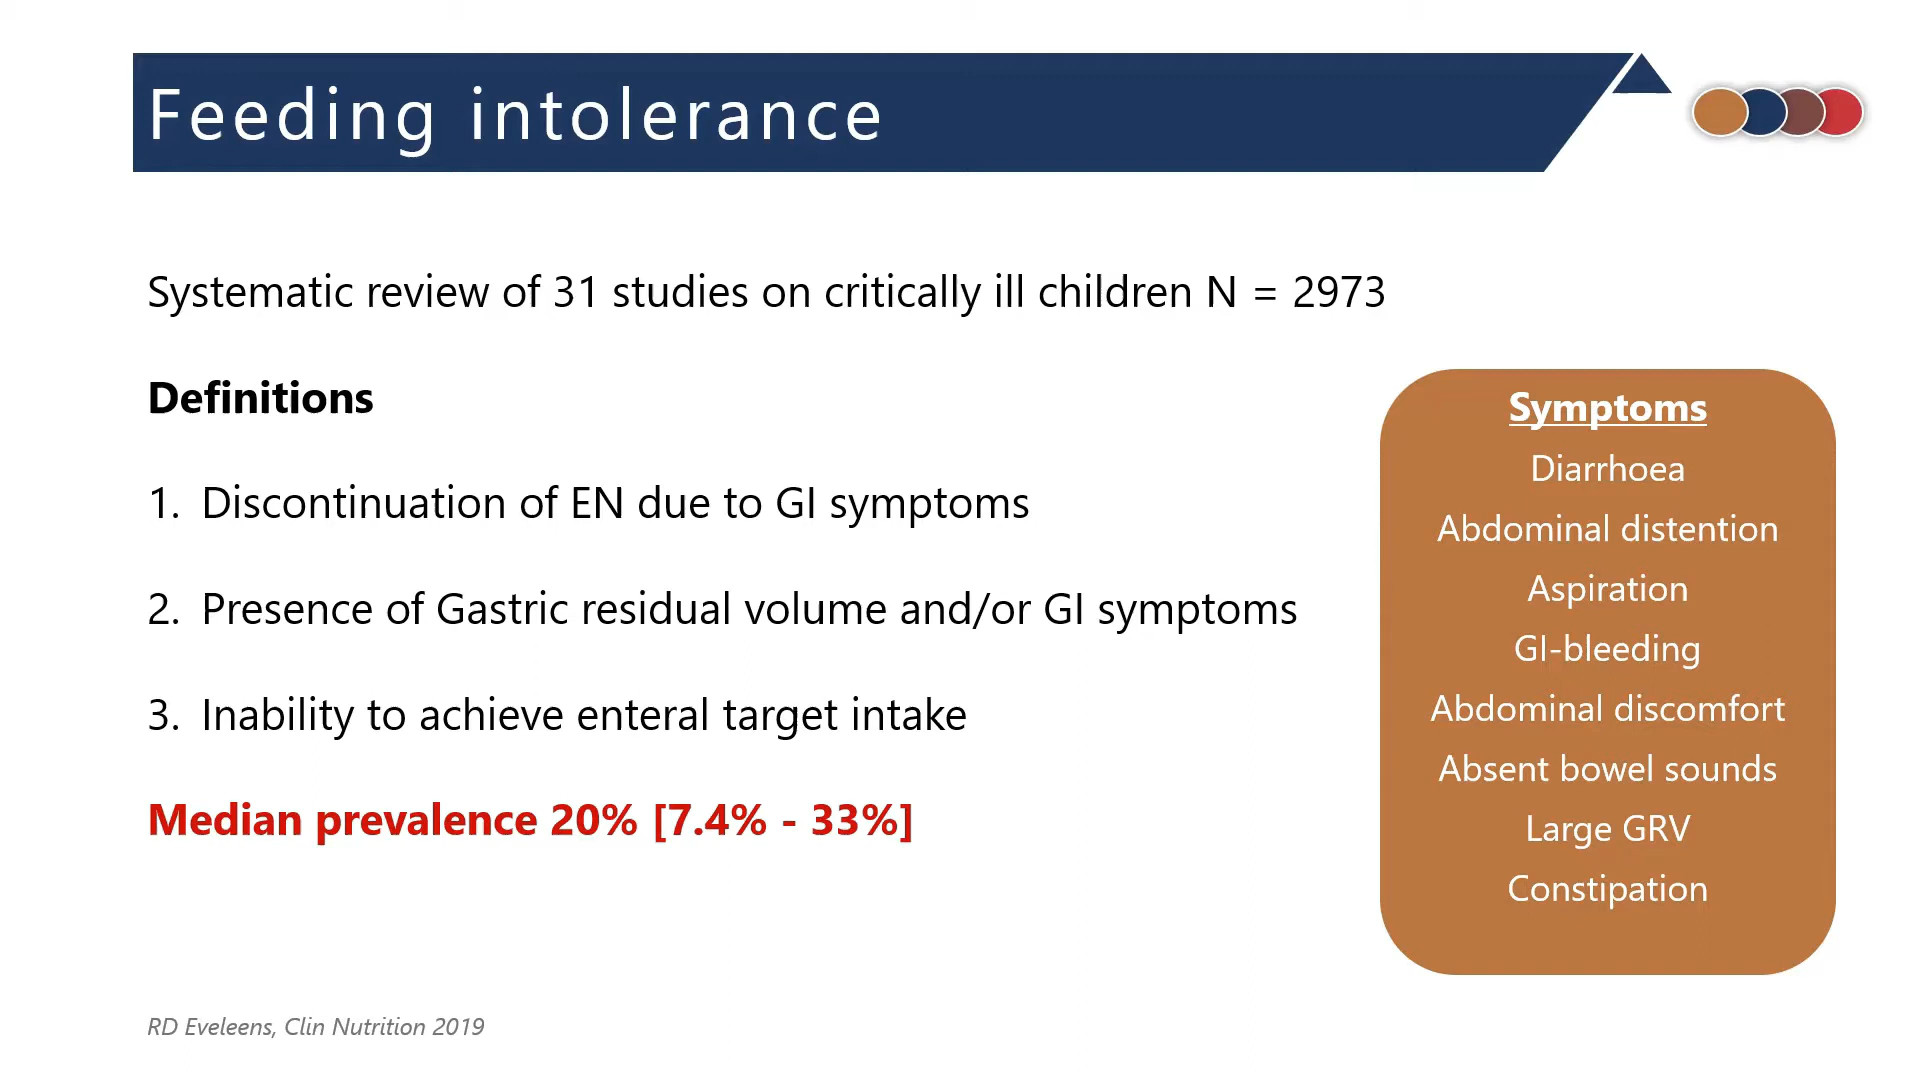 Feeding intolerance
Systematic review of 31 studies on critically ill children N = 2973
Definitions
1. Discontinuation of EN due to GI symptoms
2. Presence of Gastric residual volume and/or GI symptoms
3. Inability to achieve enteral target intake
Median prevalence 20% [7.4% - 33%]
Symptoms
Diarrhoea
Abdominal distention
Aspiration
GI-bleeding
Abdominal discomfort
Absent bowel sounds
Large GRV
Constipation
RD Eveleens, Clin Nutrition 2019